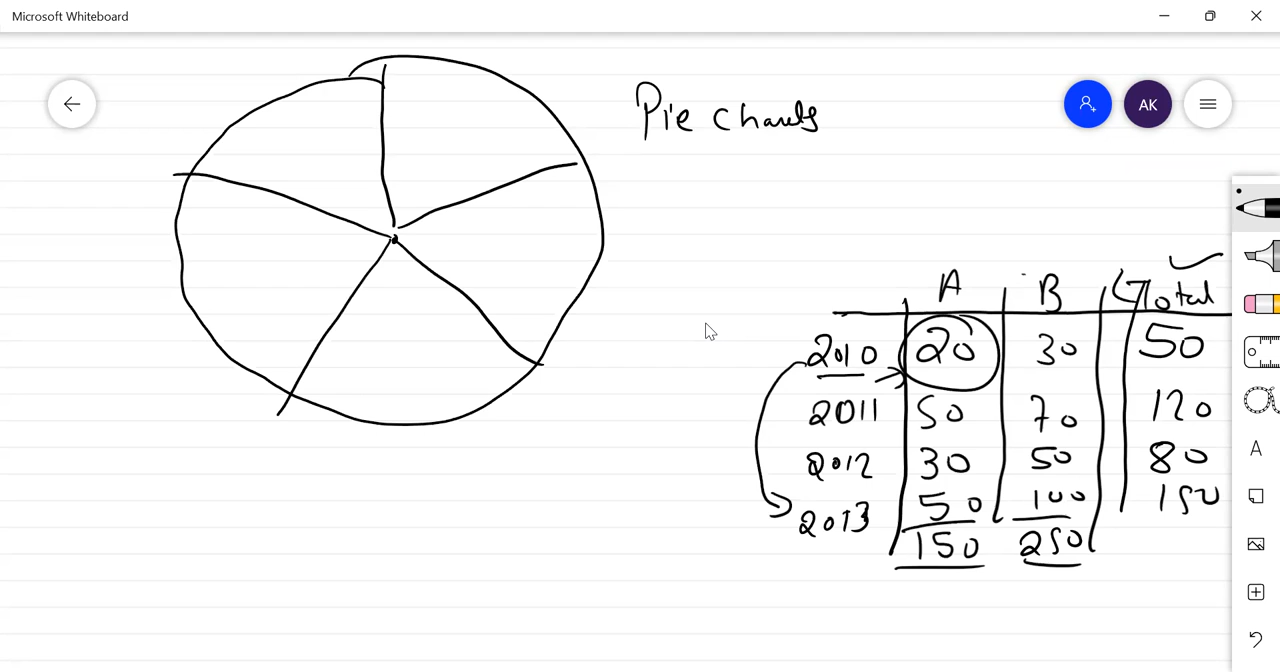 Microsoft Whiteboard
Pie charts
AK
A B Total
2010 20 30 50
2011 50 70 120
2012 30 50 80
2013 50 100 150
150 250
A